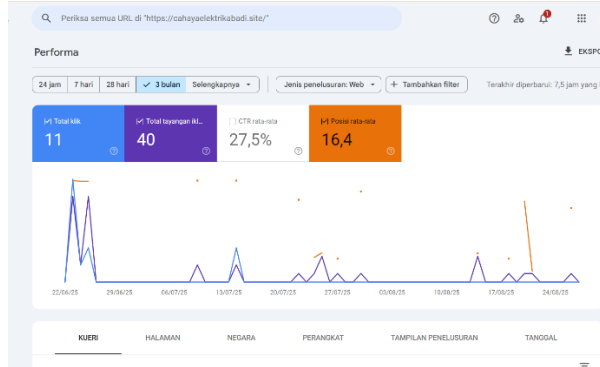 Periksa semua URL di "https://cahayaelektrikabadi.site/"
Performa
EKSPO
24 jam 7 hari 28 hari 3 bulan Selengkapnya Jenis penelusuran: Web + Tambahkan filter Terakhir diperbarui: 7,5 jam yang
Total klik Total tayangan ikl... CTR rata-rata Posisi rata-rata
11 40 27,5% 16,4
22/06/25 29/06/25 06/07/25 13/07/25 20/07/25 27/07/25 03/08/25 10/08/25 17/08/25 24/08/25
KUERI HALAMAN NEGARA PERANGKAT TAMPILAN PENELUSURAN TANGGAL